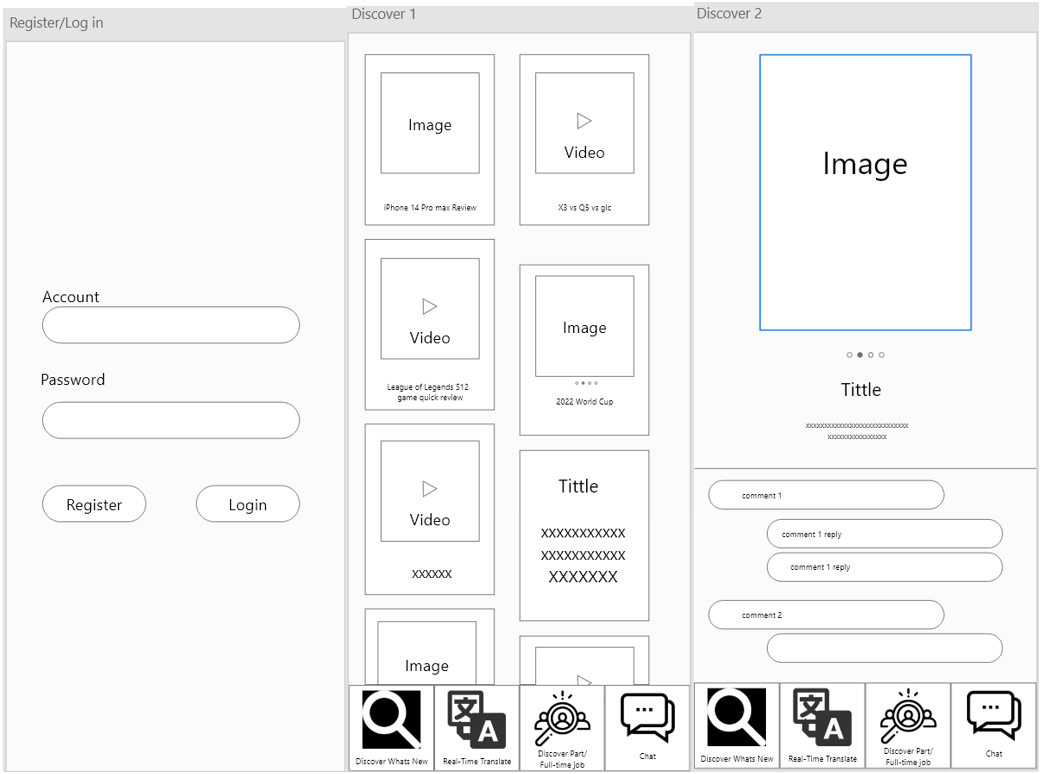 Register/Log in
Account
Password
Register
Login
Discover 1
Image
iPhone 14 Pro max Review
Video
X3 vs Q5 vs glc
Video
League of Legends S12
game quick review
Image
2022 World Cup
Video
xxxxxx
Tittle
xxxxxxxxxxx
xxxxxxxxxxx
xxxxxxx
Image
Discover Whats New
文
A
Real-Time Translate
Discover Part/
Full-time job
Chat
Discover 2
Image
Tittle
comment 1
comment 1 reply
comment 1 reply
comment 2
Discover Whats New
文
A
Real-Time Translate
Discover Part/
Full-time job
Chat